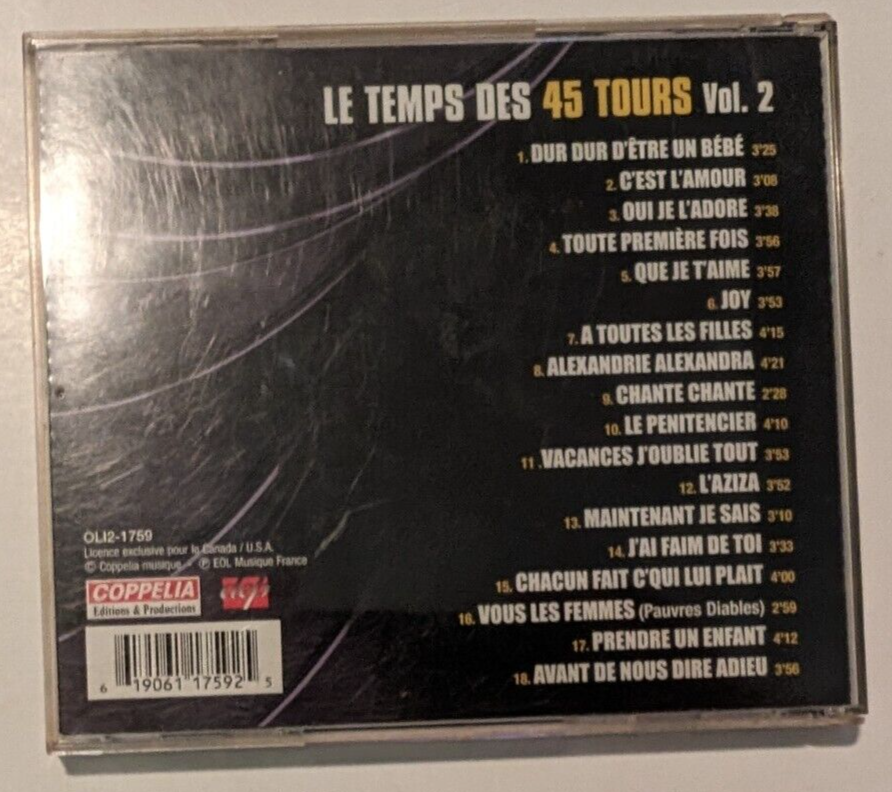 LE TEMPS DES 45 TOURS Vol. 2
1. DUR DUR D'ÊTRE UN BÉBÉ 3'25
2. C'EST L'AMOUR 3'08
3. OUI JE L'ADORE 3'38
4. TOUTE PREMIÈRE FOIS 3'56
5. QUE JE T'AIME 3'57
6. JOY 3'53
7. A TOUTES LES FILLES 4'15
8. ALEXANDRIE ALEXANDRA 4'21
9. CHANTE CHANTE 2'28
10. LE PENITENCIER 4'10
11 .VACANCES J'OUBLIE TOUT 3'53
12. L'AZIZA 3'52
13. MAINTENANT JE SAIS 3'10
14. J'AI FAIM DE TOI 3'33
15. CHACUN FAIT C'QUI LUI PLAIT 4'00
16. VOUS LES FEMMES (Pauvres Diables) 2'59
17. PRENDRE UN ENFANT 4'12
18. AVANT DE NOUS DIRE ADIEU 3'56
OLI2-1759
Licence exclusive pour le Canada / U.S.A.
© Coppelia musique - ℗ EOL Musique France
COPPELIA
Editions & Productions
6 19061 17592 5